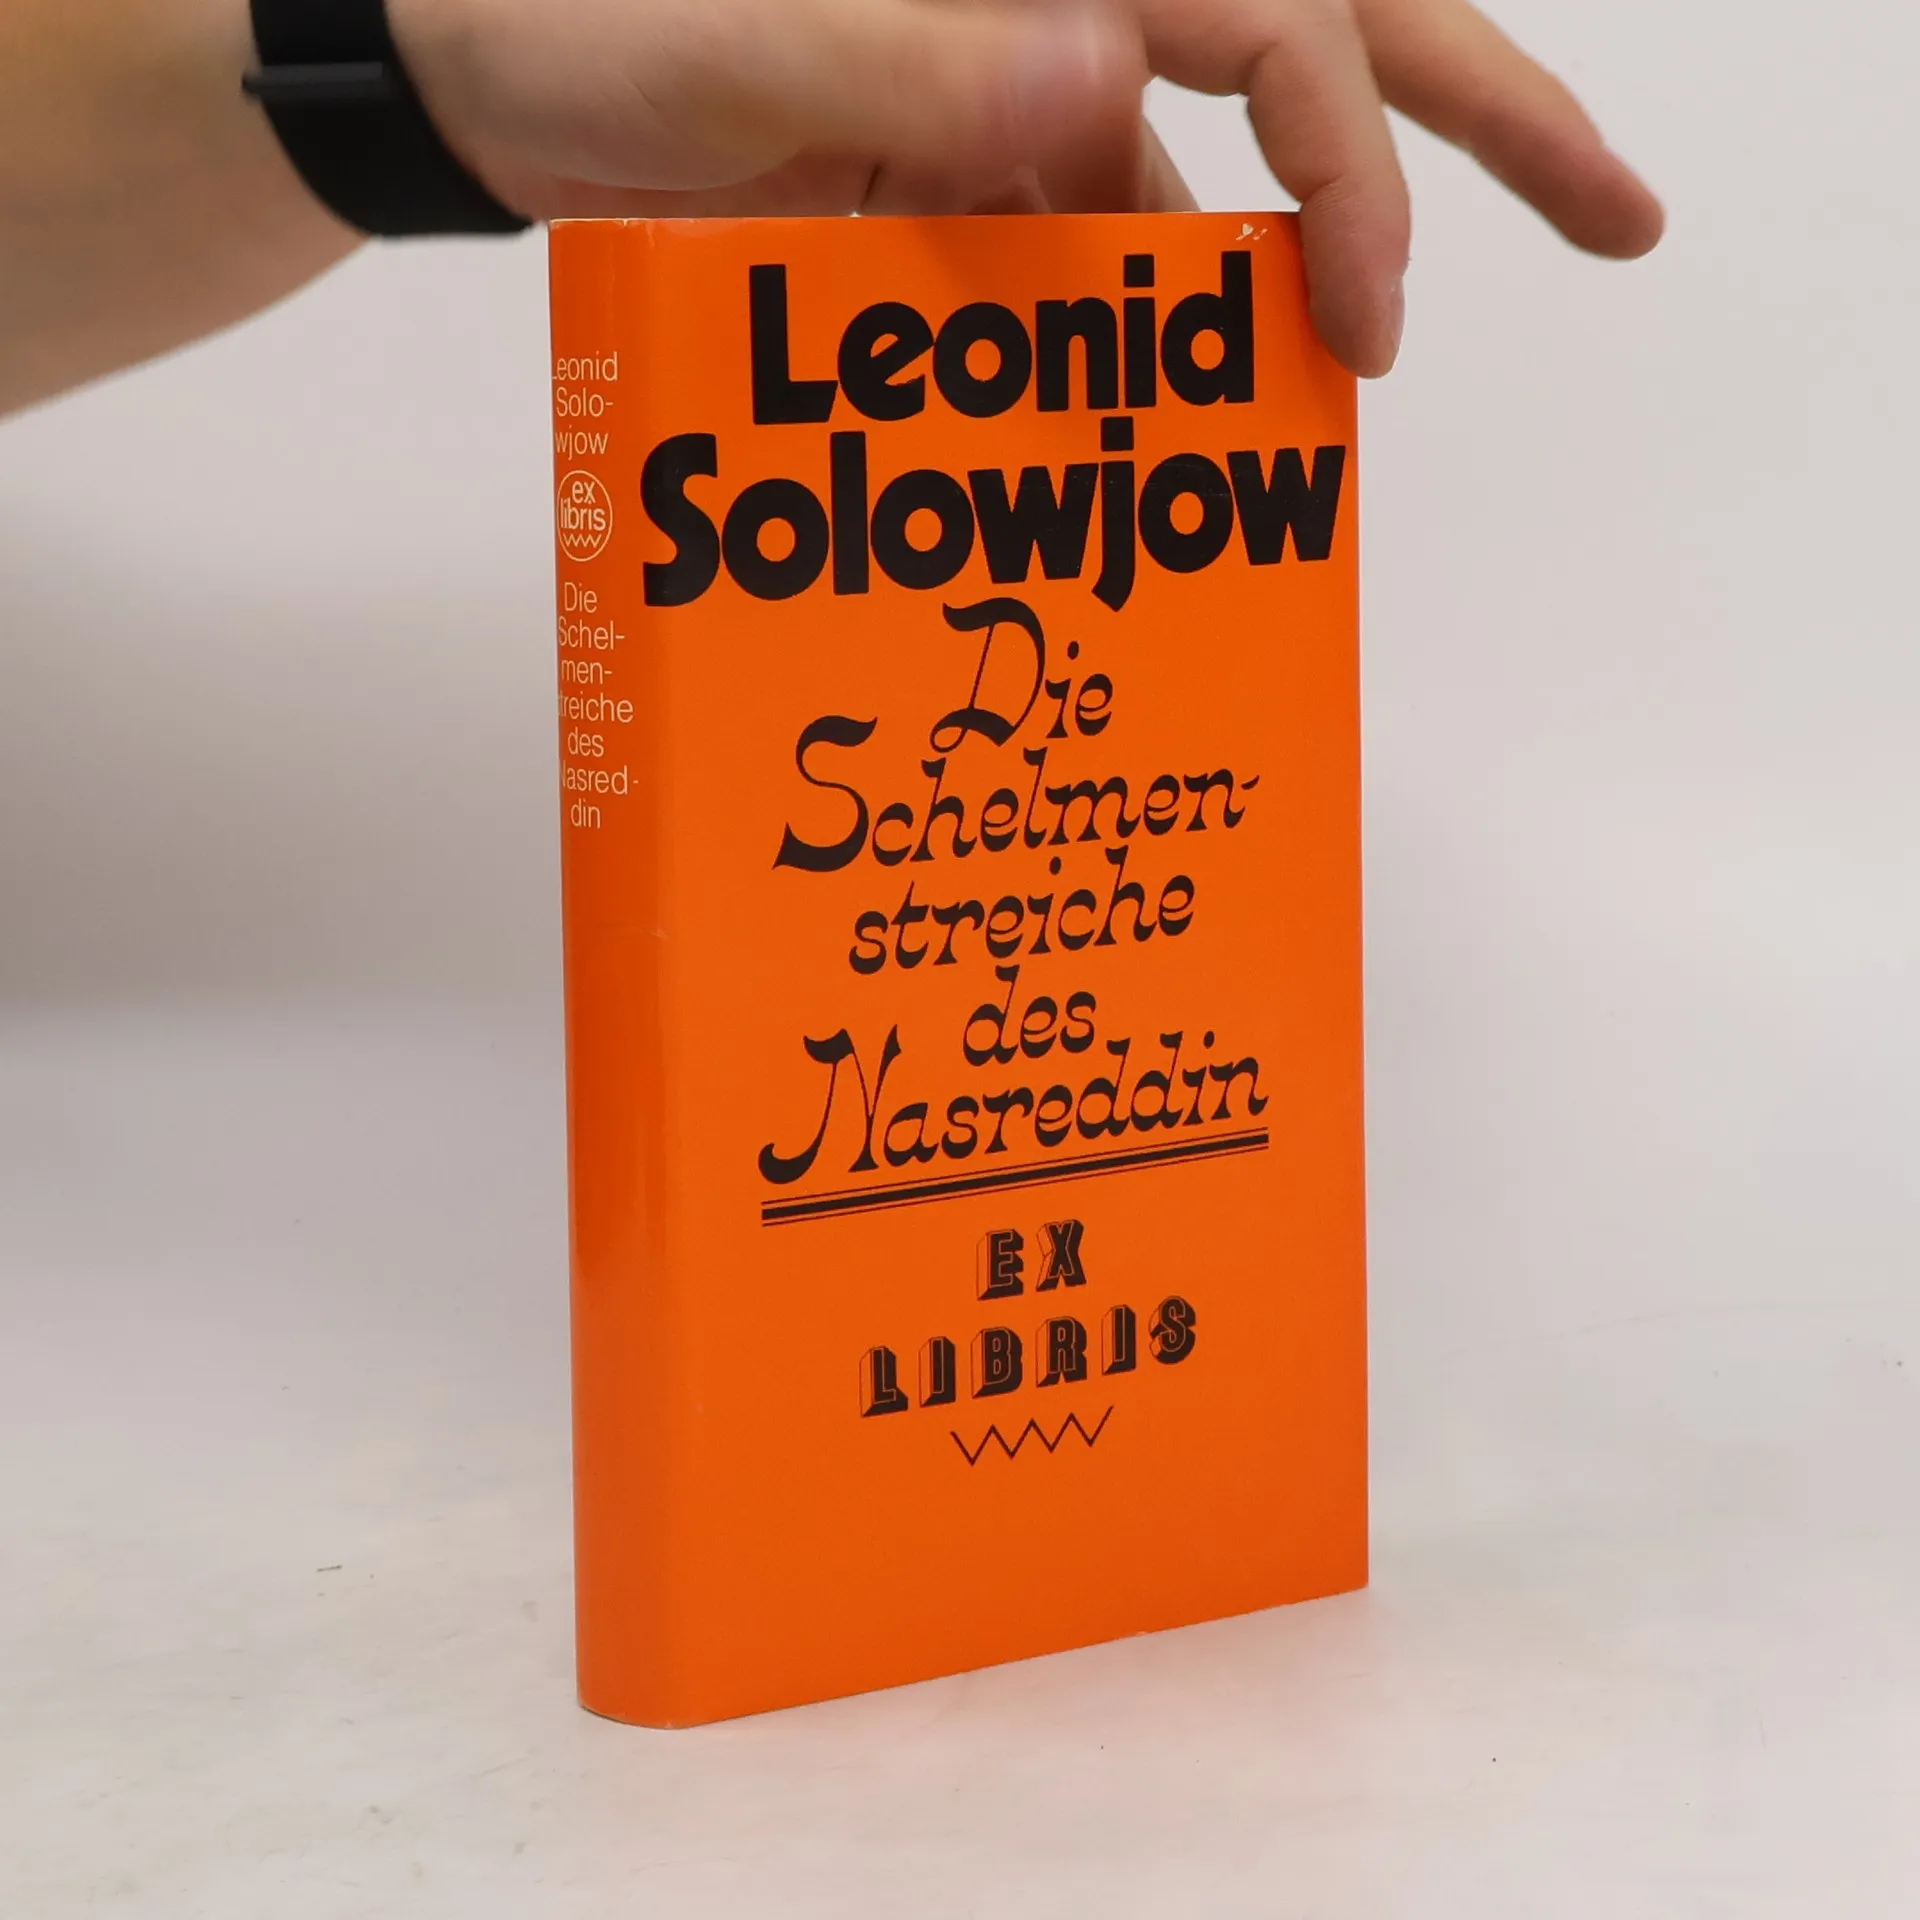 Leonid
Solowjow
Die
Schelmen-
streiche
des
Nasreddin
EX
LIBRIS
Leonid
Solo-
wjow
ex
libris
Die
Schel-
men-
streiche
des
Nasred-
din